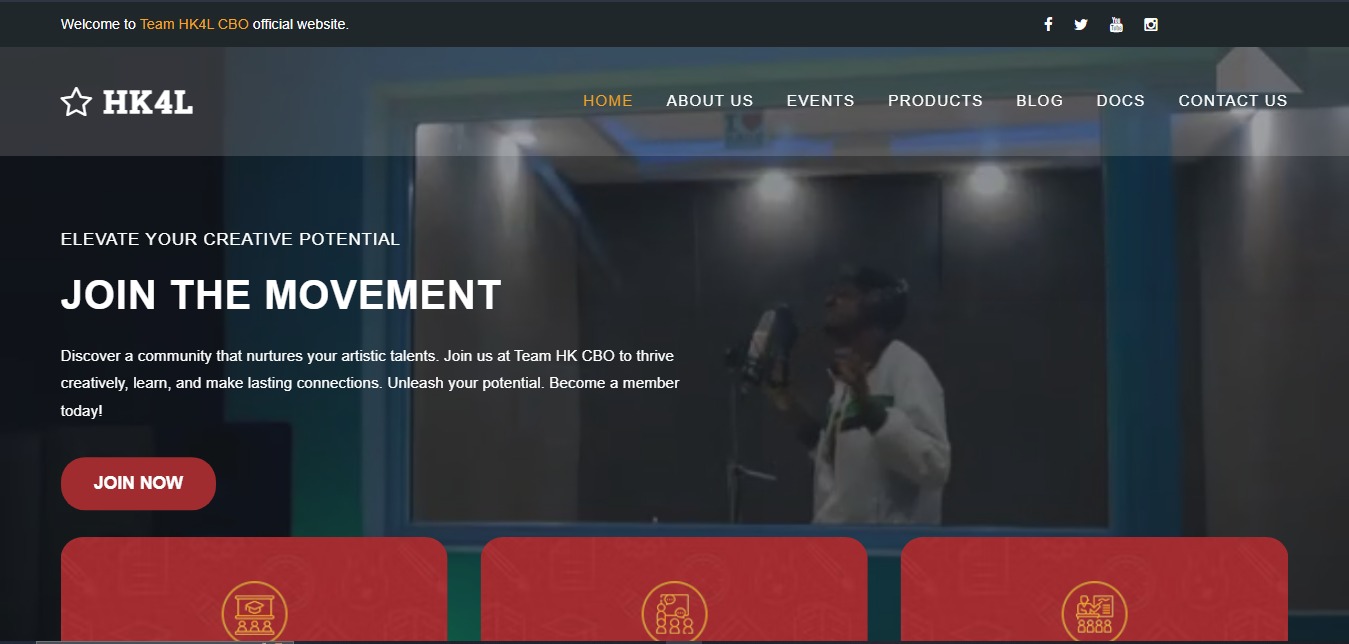 Welcome to Team HK4L CBO official website.
HK4L
HOME ABOUT US EVENTS PRODUCTS BLOG DOCS CONTACT US
ELEVATE YOUR CREATIVE POTENTIAL
JOIN THE MOVEMENT
Discover a community that nurtures your artistic talents. Join us at Team HK CBO to thrive
creatively, learn, and make lasting connections. Unleash your potential. Become a member
today!
JOIN NOW